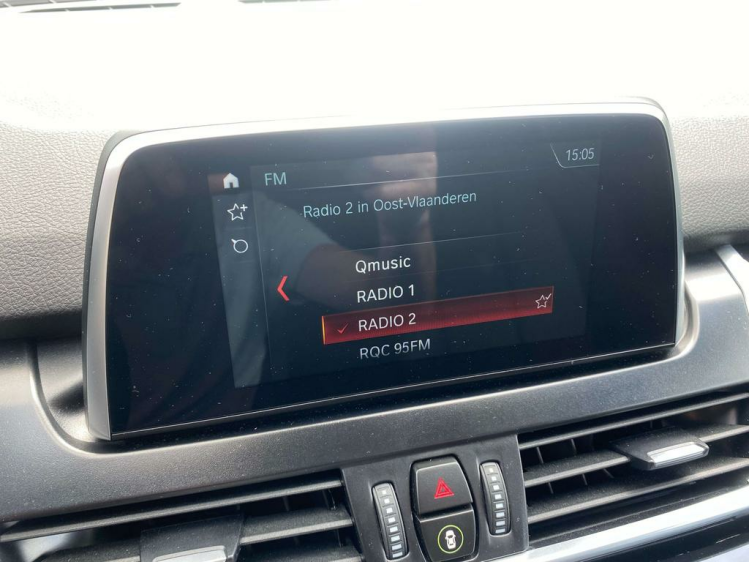 FM
15:05
Radio 2 in Oost-Vlaanderen
Qmusic
RADIO 1
RADIO 2
RQC 95FM